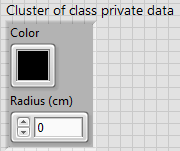 Cluster of class private data
Color
Radius (cm)
0